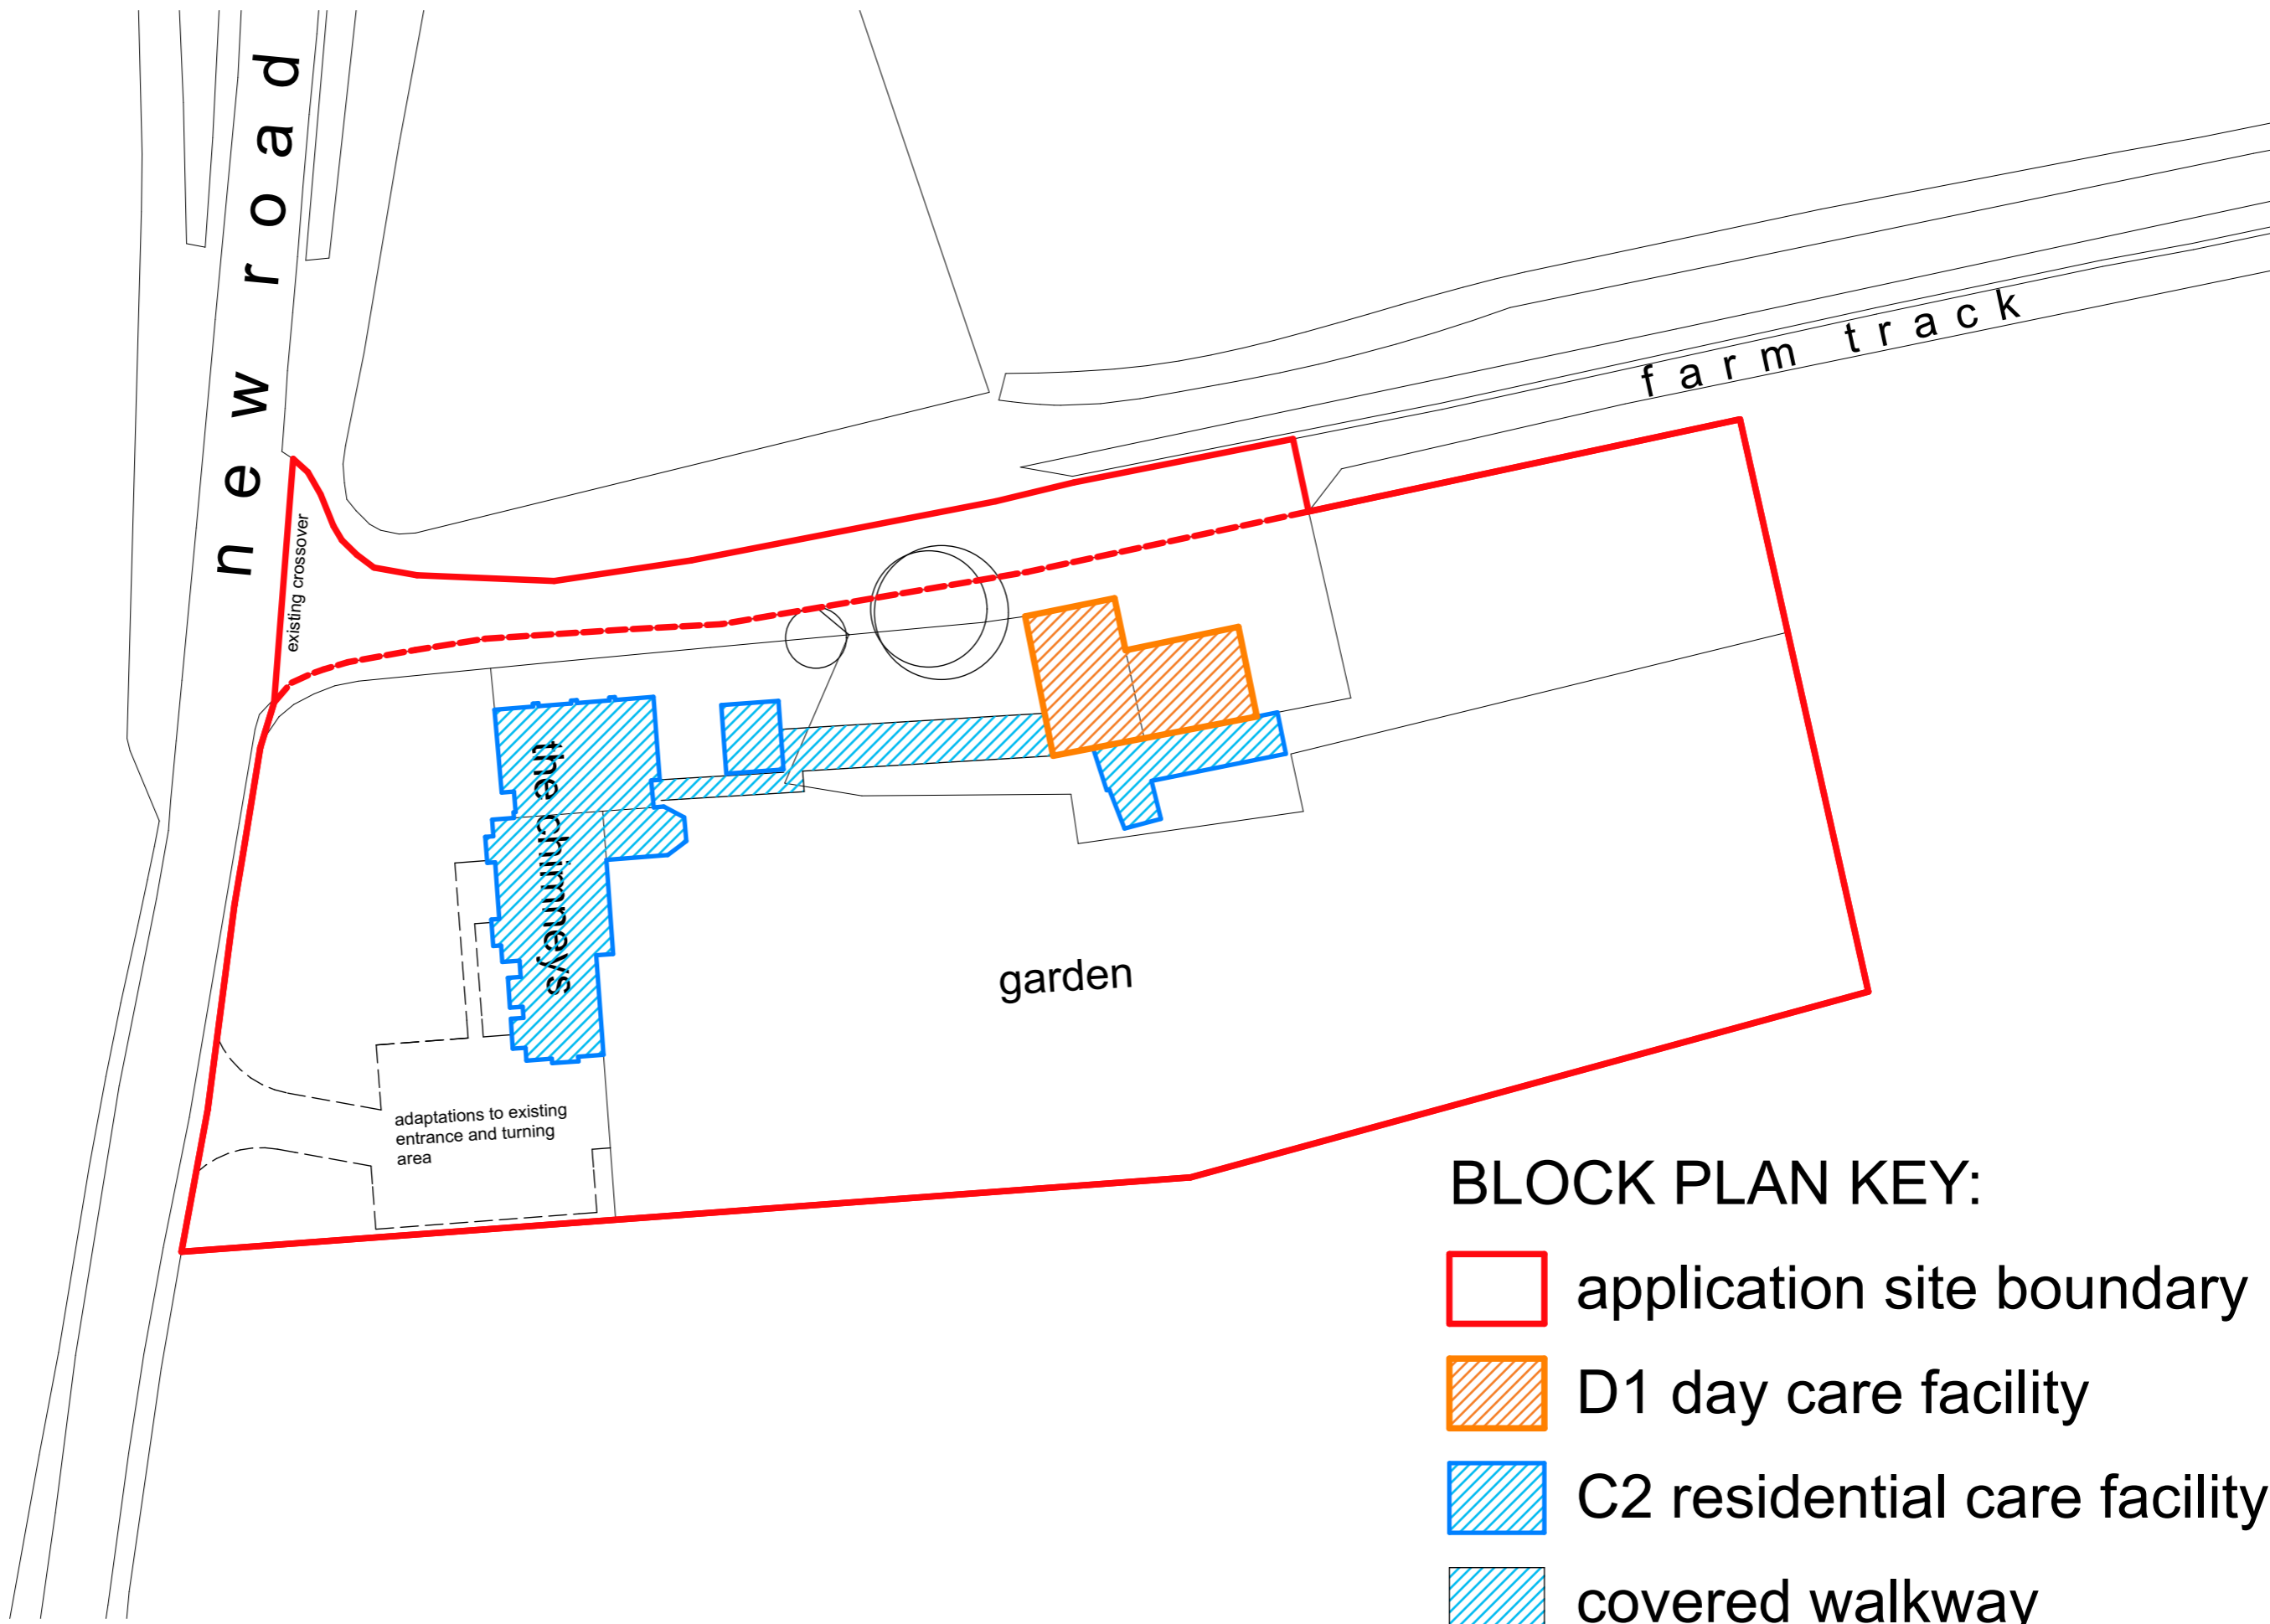 new road
farm track
existing crossover
the chimneys
garden
adaptations to existing
entrance and turning
area
BLOCK PLAN KEY:
application site boundary
D1 day care facility
C2 residential care facility
covered walkway